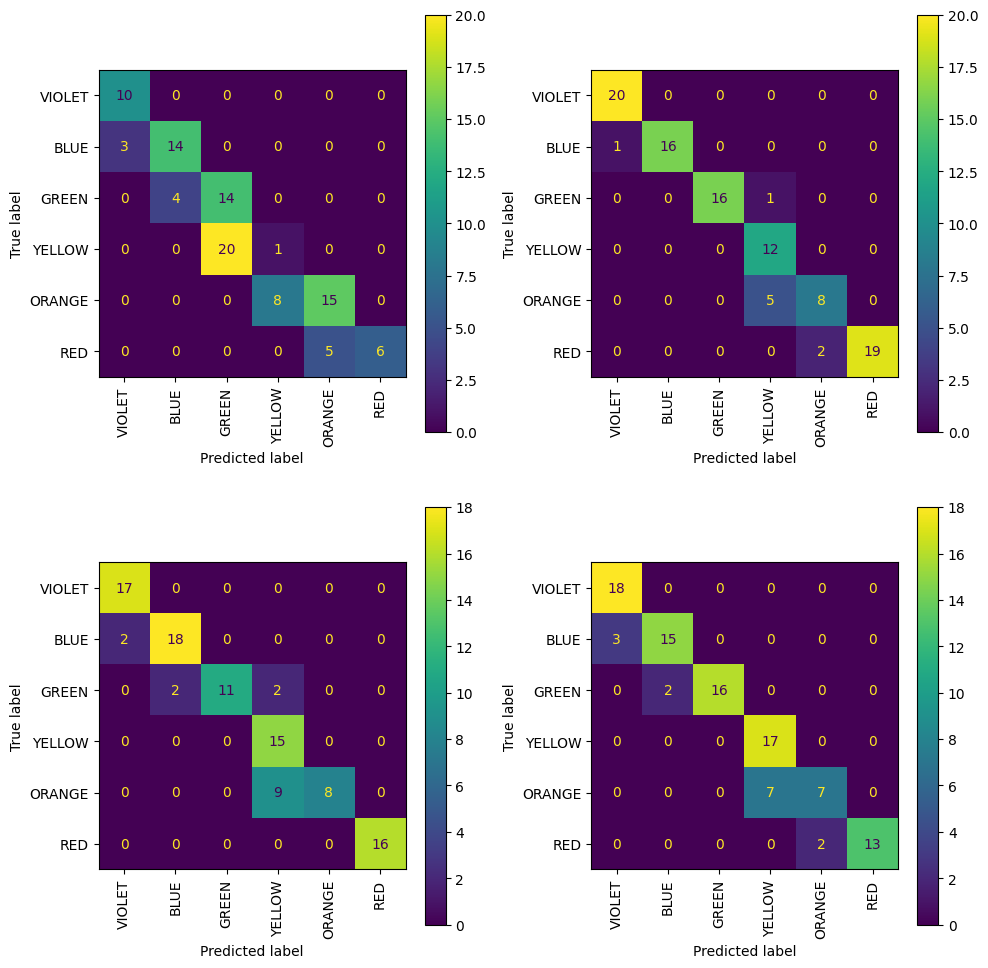 20.0
17.5
15.0
12.5
10.0
7.5
5.0
2.5
0.0
True label
VIOLET 10 0 0 0 0 0
BLUE 3 14 0 0 0 0
GREEN 0 4 14 0 0 0
YELLOW 0 0 20 1 0 0
ORANGE 0 0 0 8 15 0
RED 0 0 0 0 5 6
VIOLET BLUE GREEN YELLOW ORANGE RED
Predicted label
20.0
17.5
15.0
12.5
10.0
7.5
5.0
2.5
0.0
True label
VIOLET 20 0 0 0 0 0
BLUE 1 16 0 0 0 0
GREEN 0 0 16 1 0 0
YELLOW 0 0 0 12 0 0
ORANGE 0 0 0 5 8 0
RED 0 0 0 0 2 19
VIOLET BLUE GREEN YELLOW ORANGE RED
Predicted label
18
16
14
12
10
8
6
4
2
0
True label
VIOLET 17 0 0 0 0 0
BLUE 2 18 0 0 0 0
GREEN 0 2 11 2 0 0
YELLOW 0 0 0 15 0 0
ORANGE 0 0 0 9 8 0
RED 0 0 0 0 0 16
VIOLET BLUE GREEN YELLOW ORANGE RED
Predicted label
18
16
14
12
10
8
6
4
2
0
True label
VIOLET 18 0 0 0 0 0
BLUE 3 15 0 0 0 0
GREEN 0 2 16 0 0 0
YELLOW 0 0 0 17 0 0
ORANGE 0 0 0 7 7 0
RED 0 0 0 0 2 13
VIOLET BLUE GREEN YELLOW ORANGE RED
Predicted label